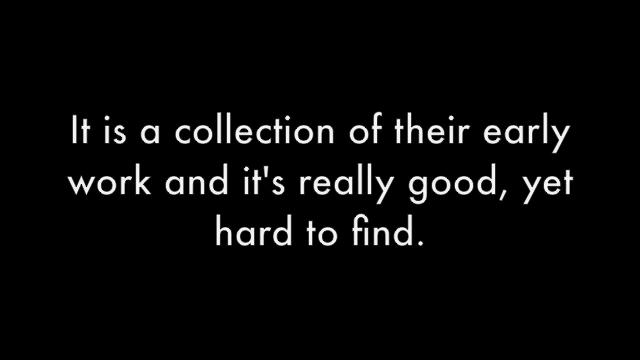 It is a collection of their early
work and it's really good, yet
hard to find.